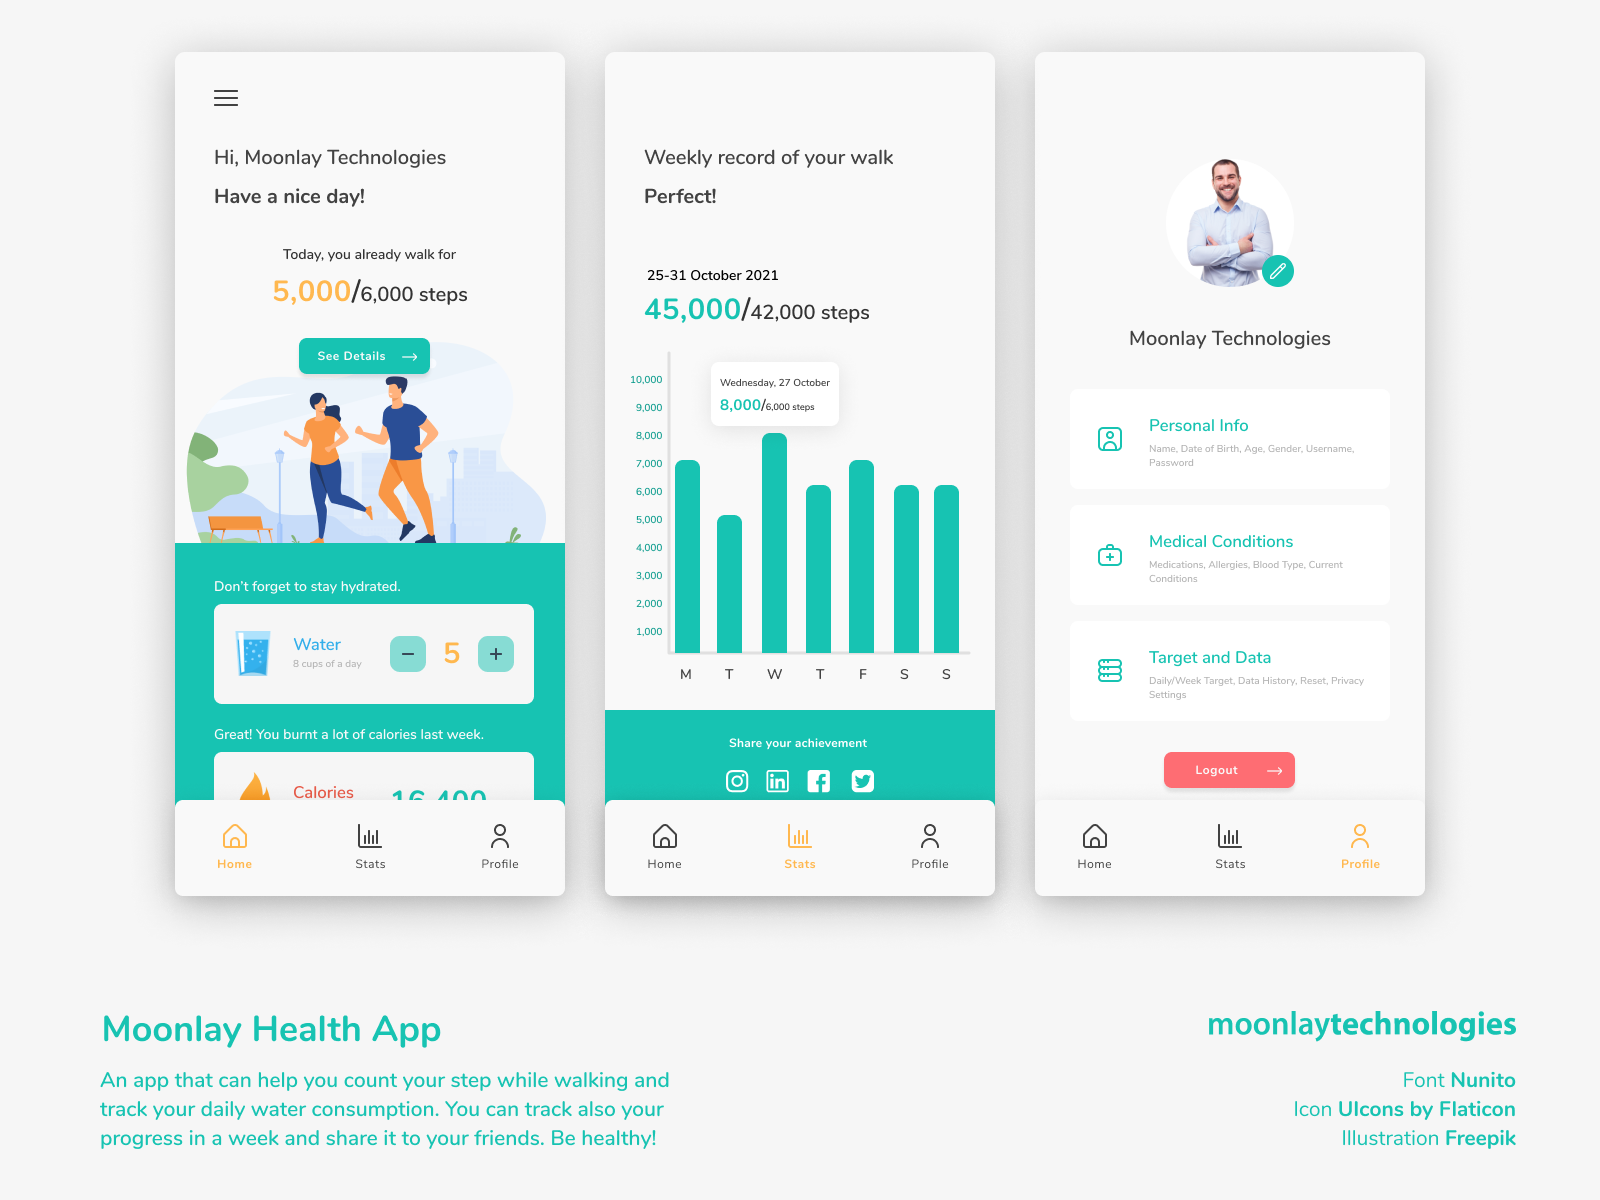 Hi, Moonlay Technologies
Have a nice day!
Today, you already walk for
5,000/6,000 steps
See Details
Don't forget to stay hydrated.
Water
8 cups of a day
5
Great! You burnt a lot of calories last week.
Calories
16,400
Home
Stats
Profile
Weekly record of your walk
Perfect!
25-31 October 2021
45,000/42,000 steps
Wednesday, 27 October
8,000/6,000 steps
10,000
9,000
8,000
7,000
6,000
5,000
4,000
3,000
2,000
1,000
M T W T F S S
Share your achievement
in
Home
Stats
Profile
Moonlay Technologies
Personal Info
Name, Date of Birth, Age, Gender, Username,
Password
Medical Conditions
Medications, Allergies, Blood Type, Current
Conditions
Target and Data
Daily/Week Target, Data History, Reset, Privacy
Settings
Logout
Home
Stats
Profile
Moonlay Health App
An app that can help you count your step while walking and
track your daily water consumption. You can track also your
progress in a week and share it to your friends. Be healthy!
moonlaytechnologies
Font Nunito
Icon UIcons by Flaticon
Illustration Freepik